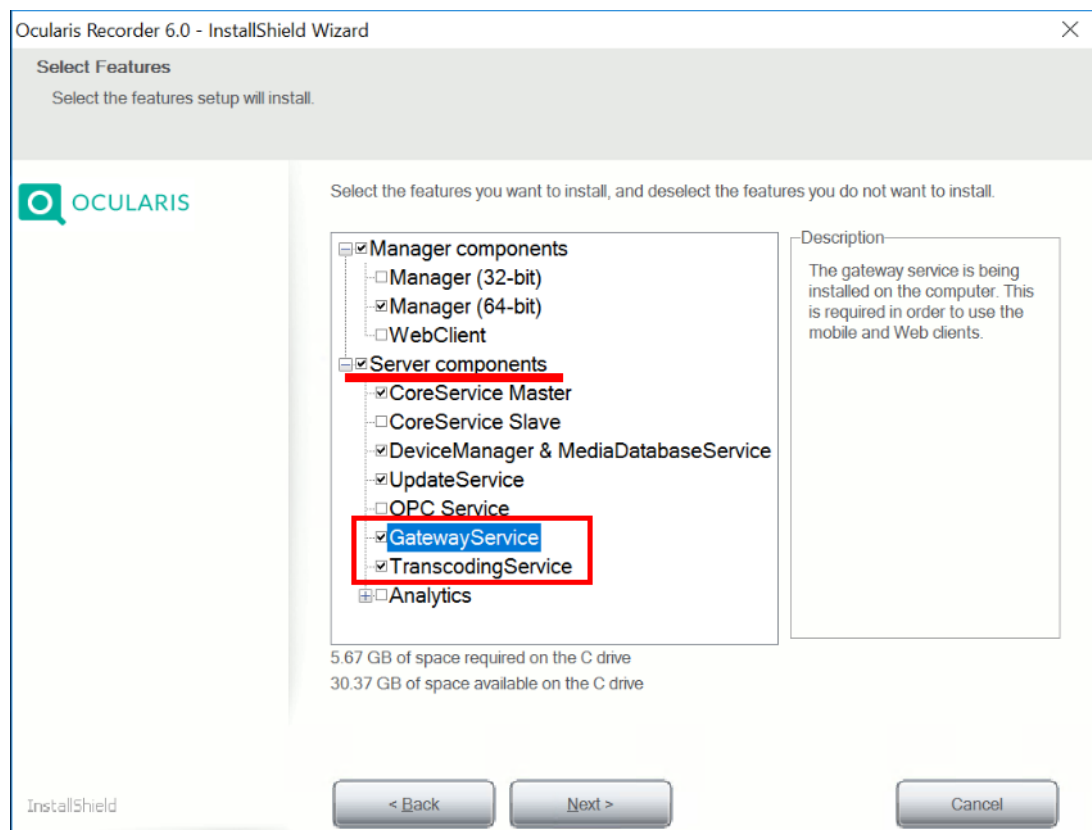 Ocularis Recorder 6.0 - InstallShield Wizard
Select Features
Select the features setup will install.
OCULARIS
Select the features you want to install, and deselect the features you do not want to install.
Manager components
Manager (32-bit)
Manager (64-bit)
WebClient
Server components
CoreService Master
CoreService Slave
DeviceManager & MediaDatabaseService
UpdateService
OPC Service
GatewayService
TranscodingService
Analytics
Description
The gateway service is being
installed on the computer. This
is required in order to use the
mobile and Web clients.
5.67 GB of space required on the C drive
30.37 GB of space available on the C drive
InstallShield
< Back
Next >
Cancel